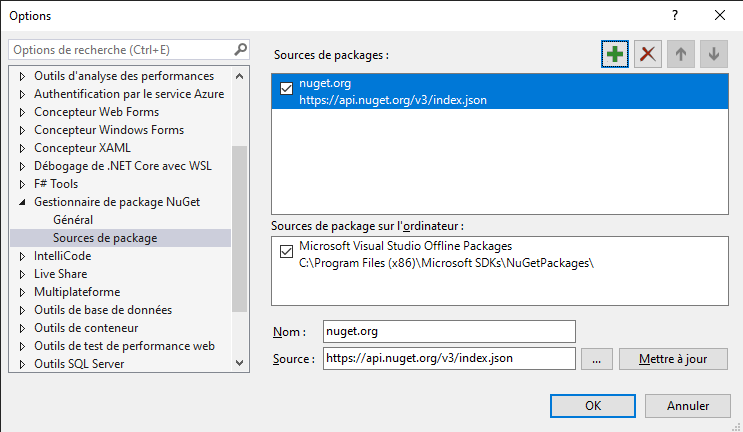 Options
Options de recherche (Ctrl+E)
Outils d'analyse des performances
Authentification par le service Azure
Concepteur Web Forms
Concepteur Windows Forms
Concepteur XAML
Débogage de .NET Core avec WSL
F# Tools
Gestionnaire de package NuGet
Général
Sources de package
IntelliCode
Live Share
Multiplateforme
Outils de base de données
Outils de conteneur
Outils de test de performance web
Outils SQL Server
Sources de packages :
nuget.org
https://api.nuget.org/v3/index.json
Sources de package sur l'ordinateur :
Microsoft Visual Studio Offline Packages
C:\Program Files (x86)\Microsoft SDKs\NuGetPackages\
Nom : nuget.org
Source : https://api.nuget.org/v3/index.json ... Mettre à jour
OK Annuler